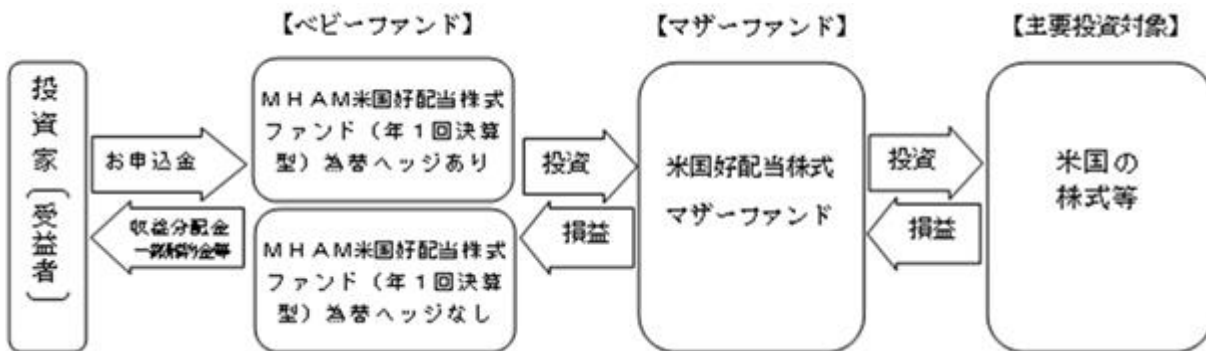 【ベビーファンド】
【マザーファンド】
【主要投資対象】
投資家（受益者）
お申込金
収益分配金
一部解約金等
ＭＨＡＭ米国好配当株式
ファンド（年１回決算
型）為替ヘッジあり
ＭＨＡＭ米国好配当株式
ファンド（年１回決算
型）為替ヘッジなし
投資
損益
米国好配当株式
マザーファンド
投資
損益
米国の
株式等